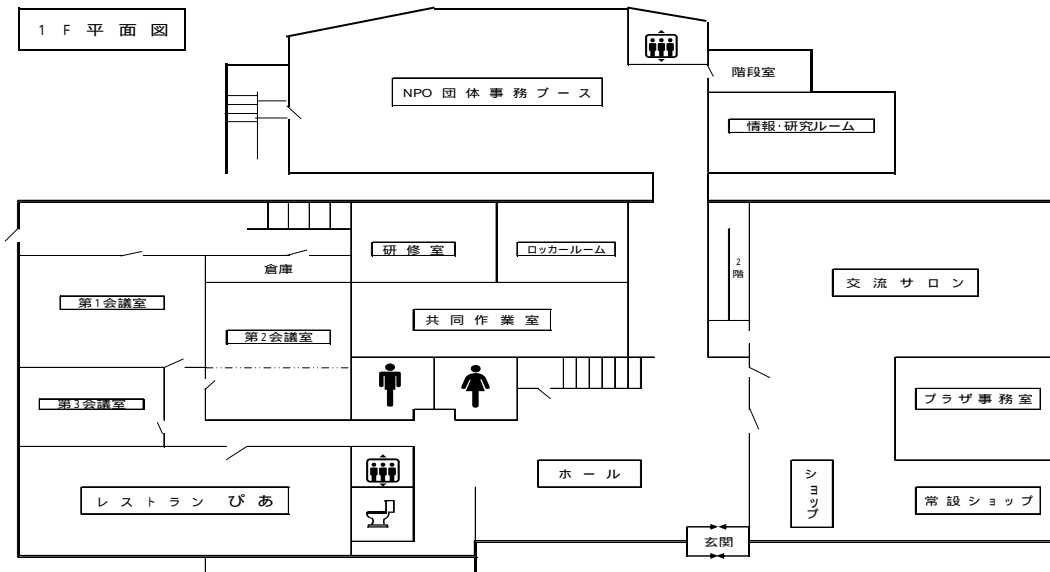 1 F 平 面 図
NPO 団 体 事 務 ブ ー ス
階段室
情報・研究ルーム
研 修 室
ロッカールーム
倉庫
2階
交 流 サ ロ ン
第1会議室
共 同 作 業 室
第2会議室
第3会議室
プ ラ ザ 事 務 室
ホ ー ル
ショップ
レ ス ト ラ ン ぴ あ
常 設 シ ョ ッ プ
玄関